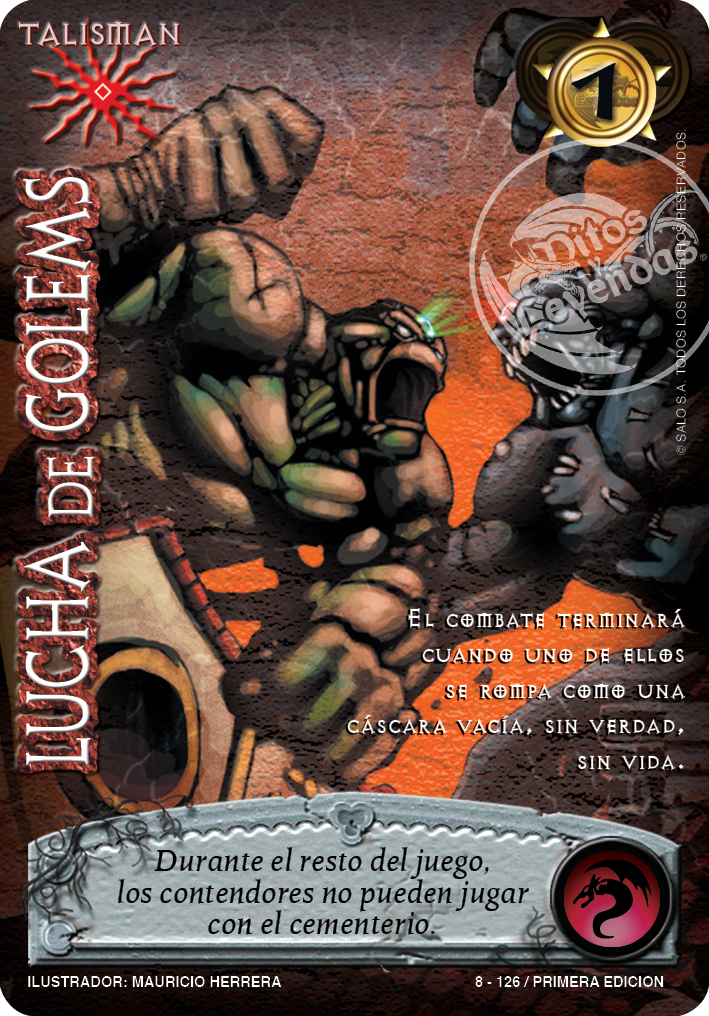 TALISMAN
1
Mitos
Leyendas
®
© SALO S.A. TODOS LOS DERECHOS RESERVADOS.
LUCHA DE GOLEMS
EL COMBATE TERMINARÁ
CUANDO UNO DE ELLOS
SE ROMPA COMO UNA
CÁSCARA VACÍA, SIN VERDAD,
SIN VIDA.
Durante el resto del juego,
los contendores no pueden jugar
con el cementerio.
ILUSTRADOR: MAURICIO HERRERA
8 - 126 / PRIMERA EDICION